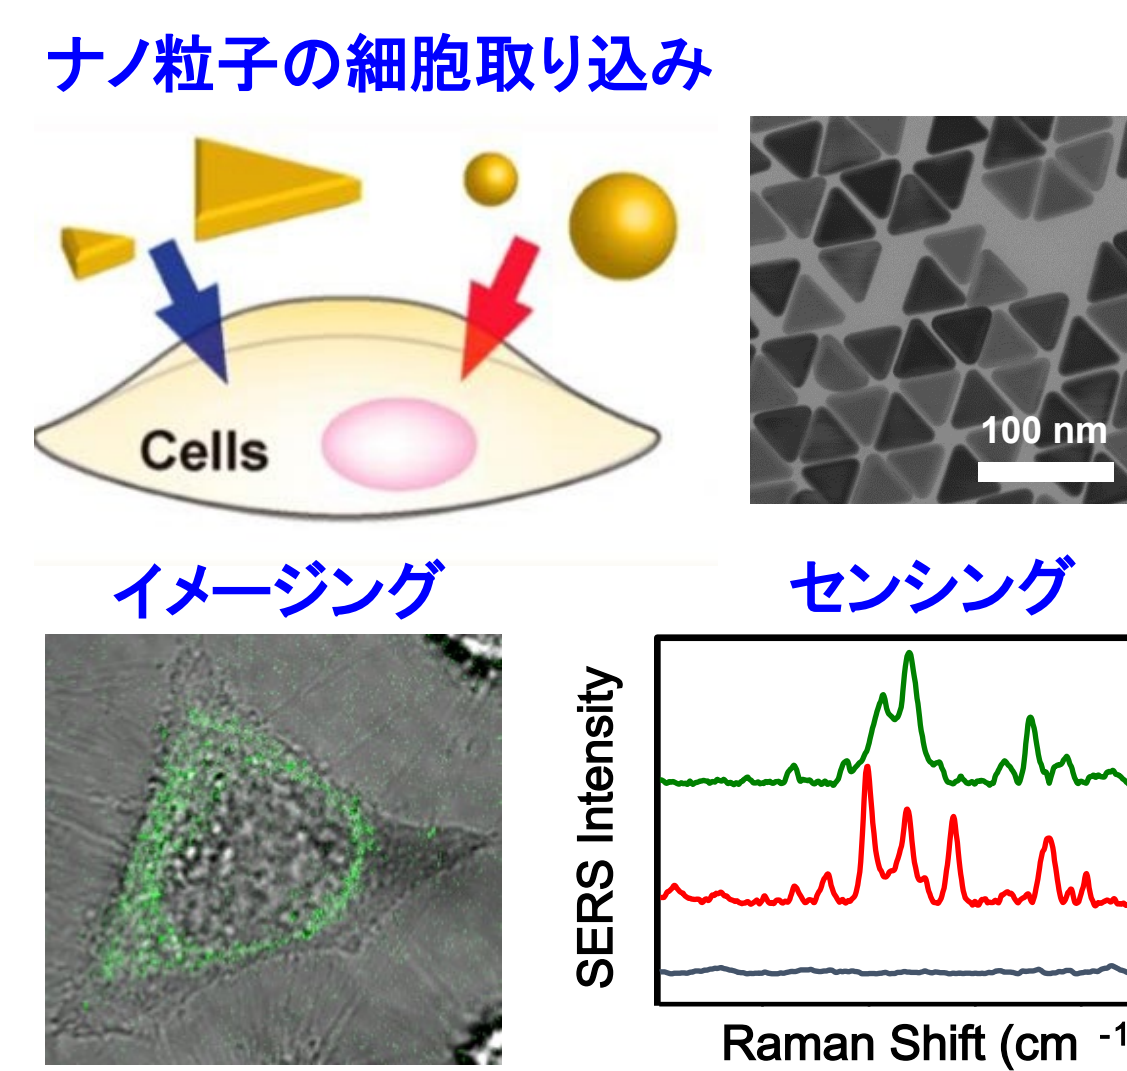 ナノ粒子の細胞取り込み
Cells
100 nm
イメージング
センシング
SERS Intensity
Raman Shift (cm -1